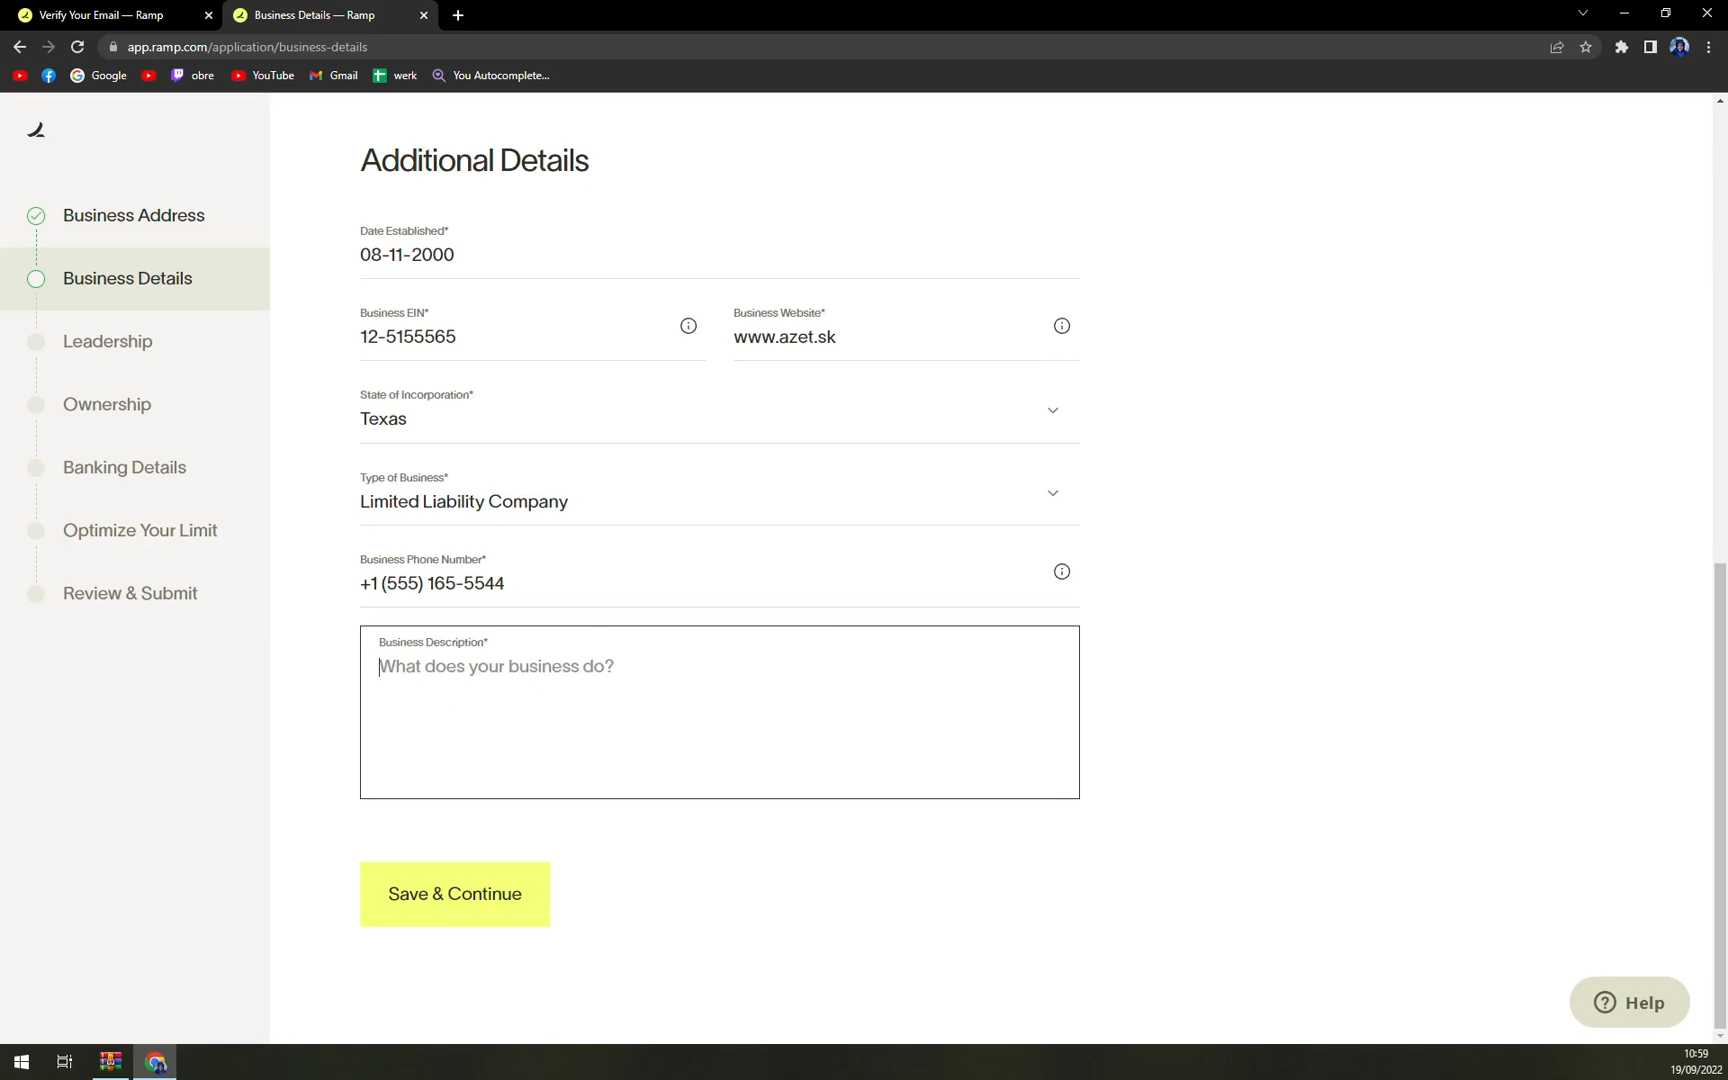 Verify Your Email — Ramp
Business Details — Ramp
app.ramp.com/application/business-details
Google
obre
YouTube
Gmail
werk
You Autocomplete...
Business Address
Business Details
Leadership
Ownership
Banking Details
Optimize Your Limit
Review & Submit
Additional Details
Date Established*
08-11-2000
Business EIN*
12-5155565
Business Website*
www.azet.sk
State of Incorporation*
Texas
Type of Business*
Limited Liability Company
Business Phone Number*
+1 (555) 165-5544
Business Description*
What does your business do?
Save & Continue
Help
10:59
19/09/2022